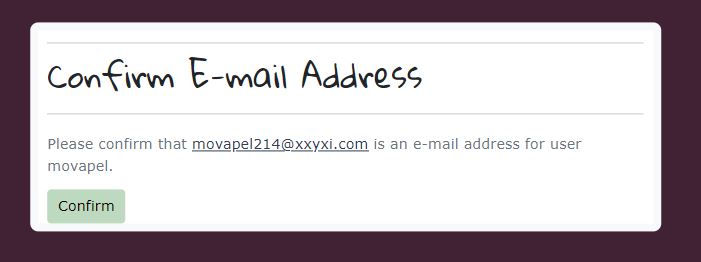 Confirm E-mail Address
Please confirm that movapel214@xxyxi.com is an e-mail address for user
movapel.
Confirm